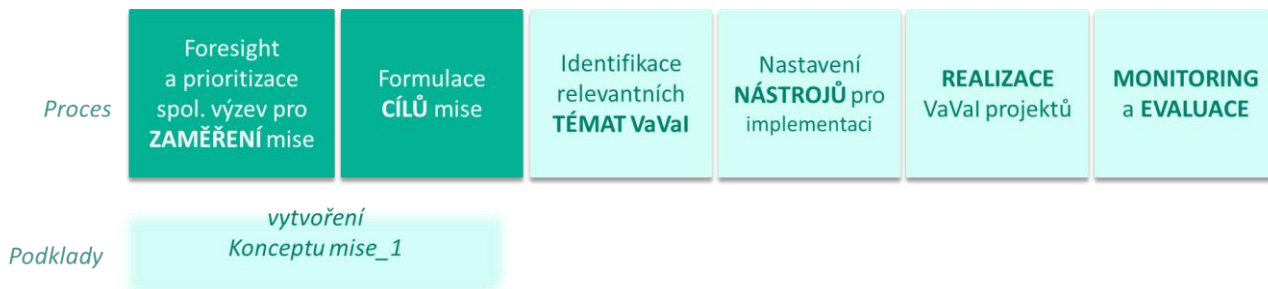 Proces
Foresight
a prioritizace
spol. výzev pro
ZAMĚŘENÍ mise
Formulace
CÍLŮ mise
Identifikace
relevantních
TÉMAT VaVaI
Nastavení
NÁSTROJŮ pro
implementaci
REALIZACE
VaVaI projektů
MONITORING
a EVALUACE
Podklady
vytvoření
Konceptu mise_1